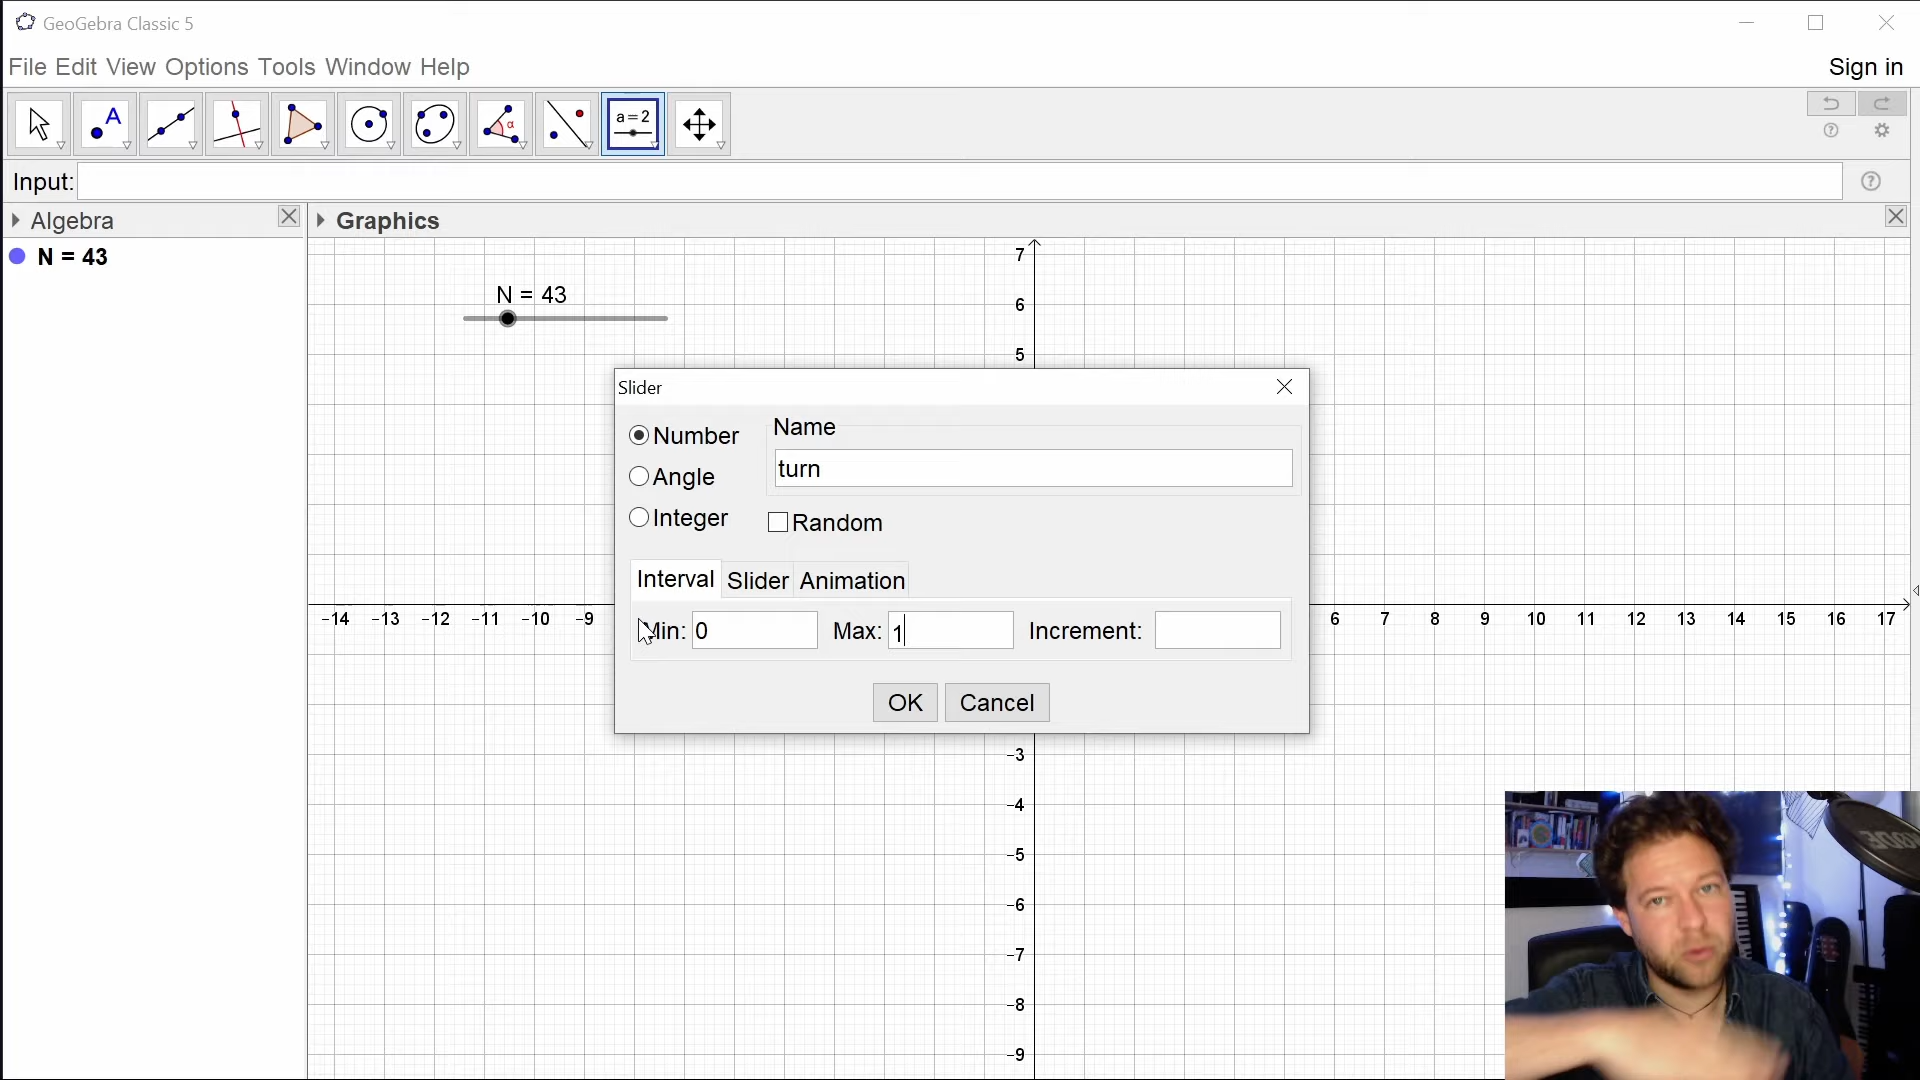 GeoGebra Classic 5
File Edit View Options Tools Window Help
Sign in
A
α
a=2
Input:
Algebra
Graphics
N = 43
N = 43
7
6
5
Slider
Number
Name
Angle
turn
Integer
Random
Interval Slider Animation
-14 -13 -12 -11 -10 -9
6 7 8 9 10 11 12 13 14 15 16 17
Min: 0 Max: 1 Increment:
OK Cancel
-3
-4
-5
-6
-7
-8
-9